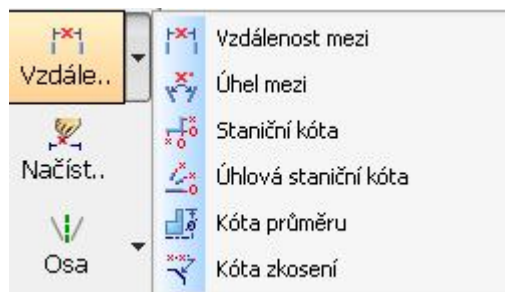 Vzdále..
Načíst..
Osa
Vzdálenost mezi
Úhel mezi
Staniční kóta
Úhlová staniční kóta
Kóta průměru
Kóta zkosení